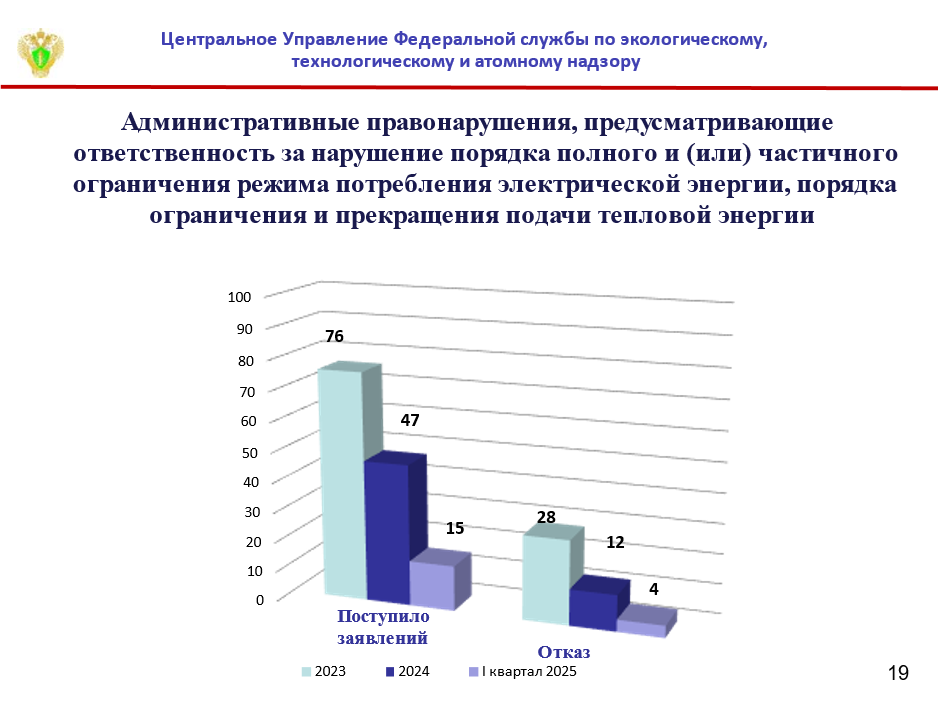 Центральное Управление Федеральной службы по экологическому,
технологическому и атомному надзору
Административные правонарушения, предусматривающие
ответственность за нарушение порядка полного и (или) частичного
ограничения режима потребления электрической энергии, порядка
ограничения и прекращения подачи тепловой энергии
100
90
80
70
60
50
40
30
20
10
0
76
47
15
28
12
4
Поступило
заявлений
Отказ
2023
2024
I квартал 2025
19